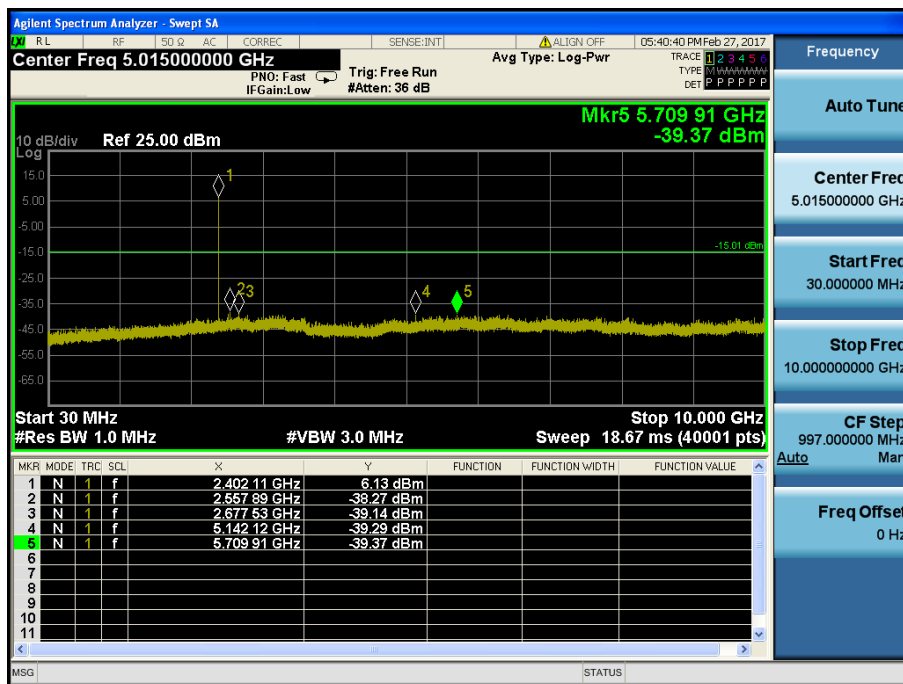 Agilent Spectrum Analyzer - Swept SA
LXI RL RF 50 Ω AC CORREC SENSE:INT ALIGN OFF 05:40:40 PM Feb 27, 2017
Center Freq 5.015000000 GHz
PNO: Fast
IFGain:Low
Trig: Free Run
#Atten: 36 dB
Avg Type: Log-Pwr
TRACE 1 2 3 4 5 6
TYPE MWWWWW
DET P P P P P P
Mkr5 5.709 91 GHz
-39.37 dBm
10 dB/div Ref 25.00 dBm
Log
15.0
5.00
-5.00
-15.0
-25.0
-35.0
-45.0
-55.0
-65.0
1
2 3
4
5
-15.01 dBm
Start 30 MHz Stop 10.000 GHz
#Res BW 1.0 MHz #VBW 3.0 MHz Sweep 18.67 ms (40001 pts)
MKR MODE TRC SCL X Y FUNCTION FUNCTION WIDTH FUNCTION VALUE
1 N 1 f 2.402 11 GHz 6.13 dBm
2 N 1 f 2.557 89 GHz -38.27 dBm
3 N 1 f 2.677 53 GHz -39.14 dBm
4 N 1 f 5.142 12 GHz -39.29 dBm
5 N 1 f 5.709 91 GHz -39.37 dBm
6
7
8
9
10
11
MSG STATUS
Frequency
Auto Tune
Center Freq
5.015000000 GHz
Start Freq
30.000000 MHz
Stop Freq
10.000000000 GHz
CF Step
997.000000 MHz
Auto Man
Freq Offset
0 Hz